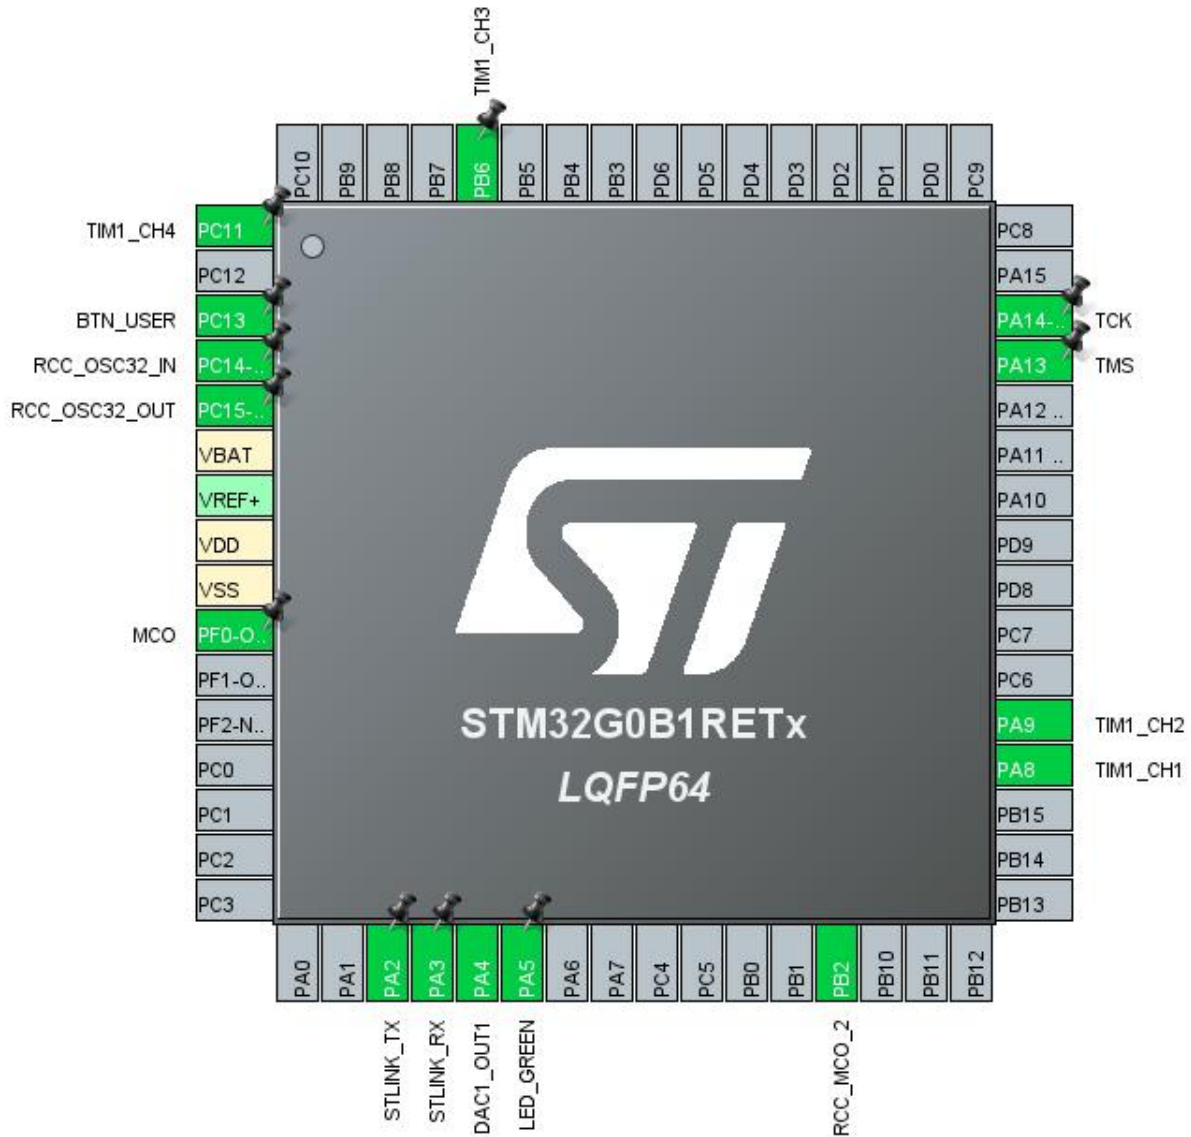 TIM1_CH3
PC10
PB9
PB8
PB7
PB6
PB5
PB4
PB3
PD6
PD5
PD4
PD3
PD2
PD1
PD0
PC9
TIM1_CH4 PC11
PC12
BTN_USER PC13
RCC_OSC32_IN PC14-..
RCC_OSC32_OUT PC15-..
VBAT
VREF+
VDD
VSS
MCO PF0-O..
PF1-O..
PF2-N..
PC0
PC1
PC2
PC3
PC8
PA15
PA14-.. TCK
PA13 TMS
PA12 ..
PA11 ..
PA10
PD9
PD8
PC7
PC6
PA9 TIM1_CH2
PA8 TIM1_CH1
PB15
PB14
PB13
ST
STM32G0B1RETx
LQFP64
PA0
PA1
PA2
PA3
PA4
PA5
PA6
PA7
PC4
PC5
PB0
PB1
PB2
PB10
PB11
PB12
STLINK_TX
STLINK_RX
DAC1_OUT1
LED_GREEN
RCC_MCO_2